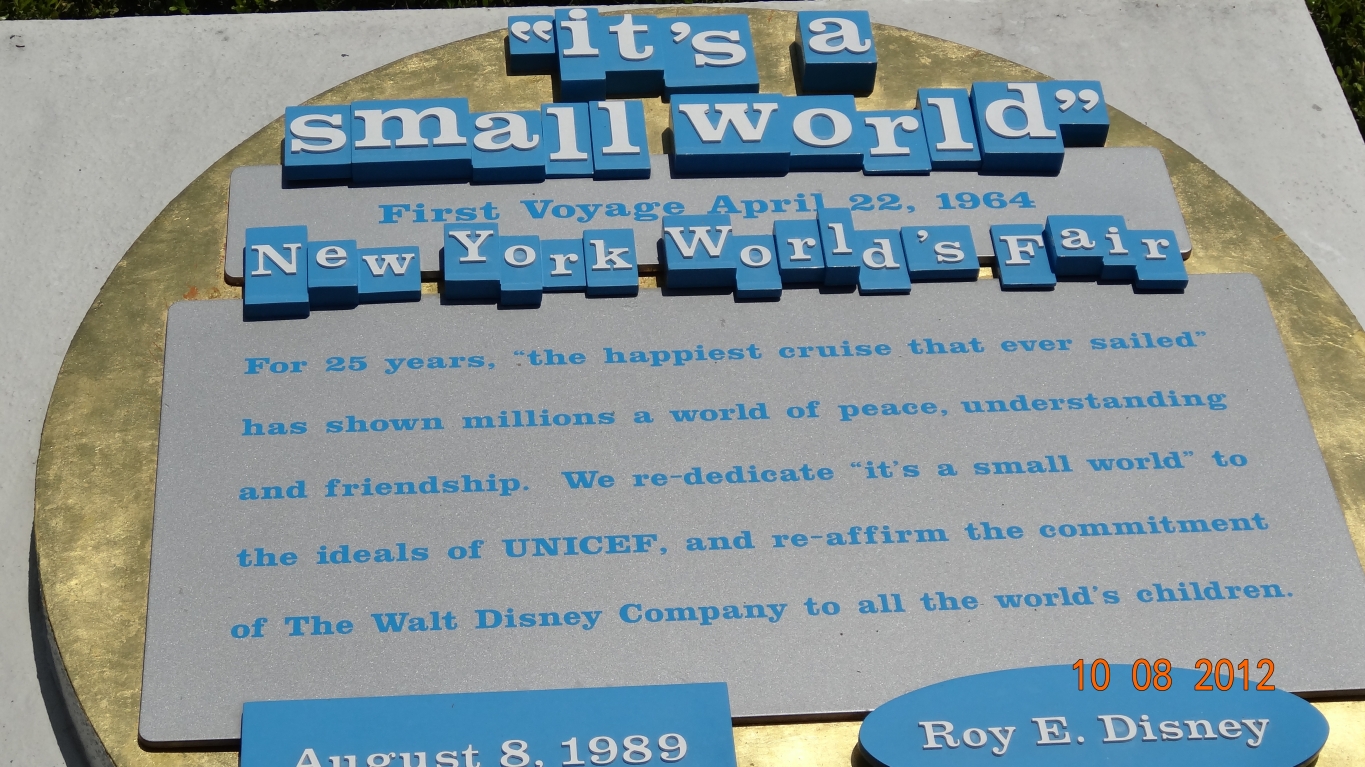 “it’s a
small world”
First Voyage April 22, 1964
New York World’s Fair
For 25 years, “the happiest cruise that ever sailed”
has shown millions a world of peace, understanding
and friendship. We re-dedicate “it’s a small world” to
the ideals of UNICEF, and re-affirm the commitment
of The Walt Disney Company to all the world’s children.
10 08 2012
August 8, 1989
Roy E. Disney